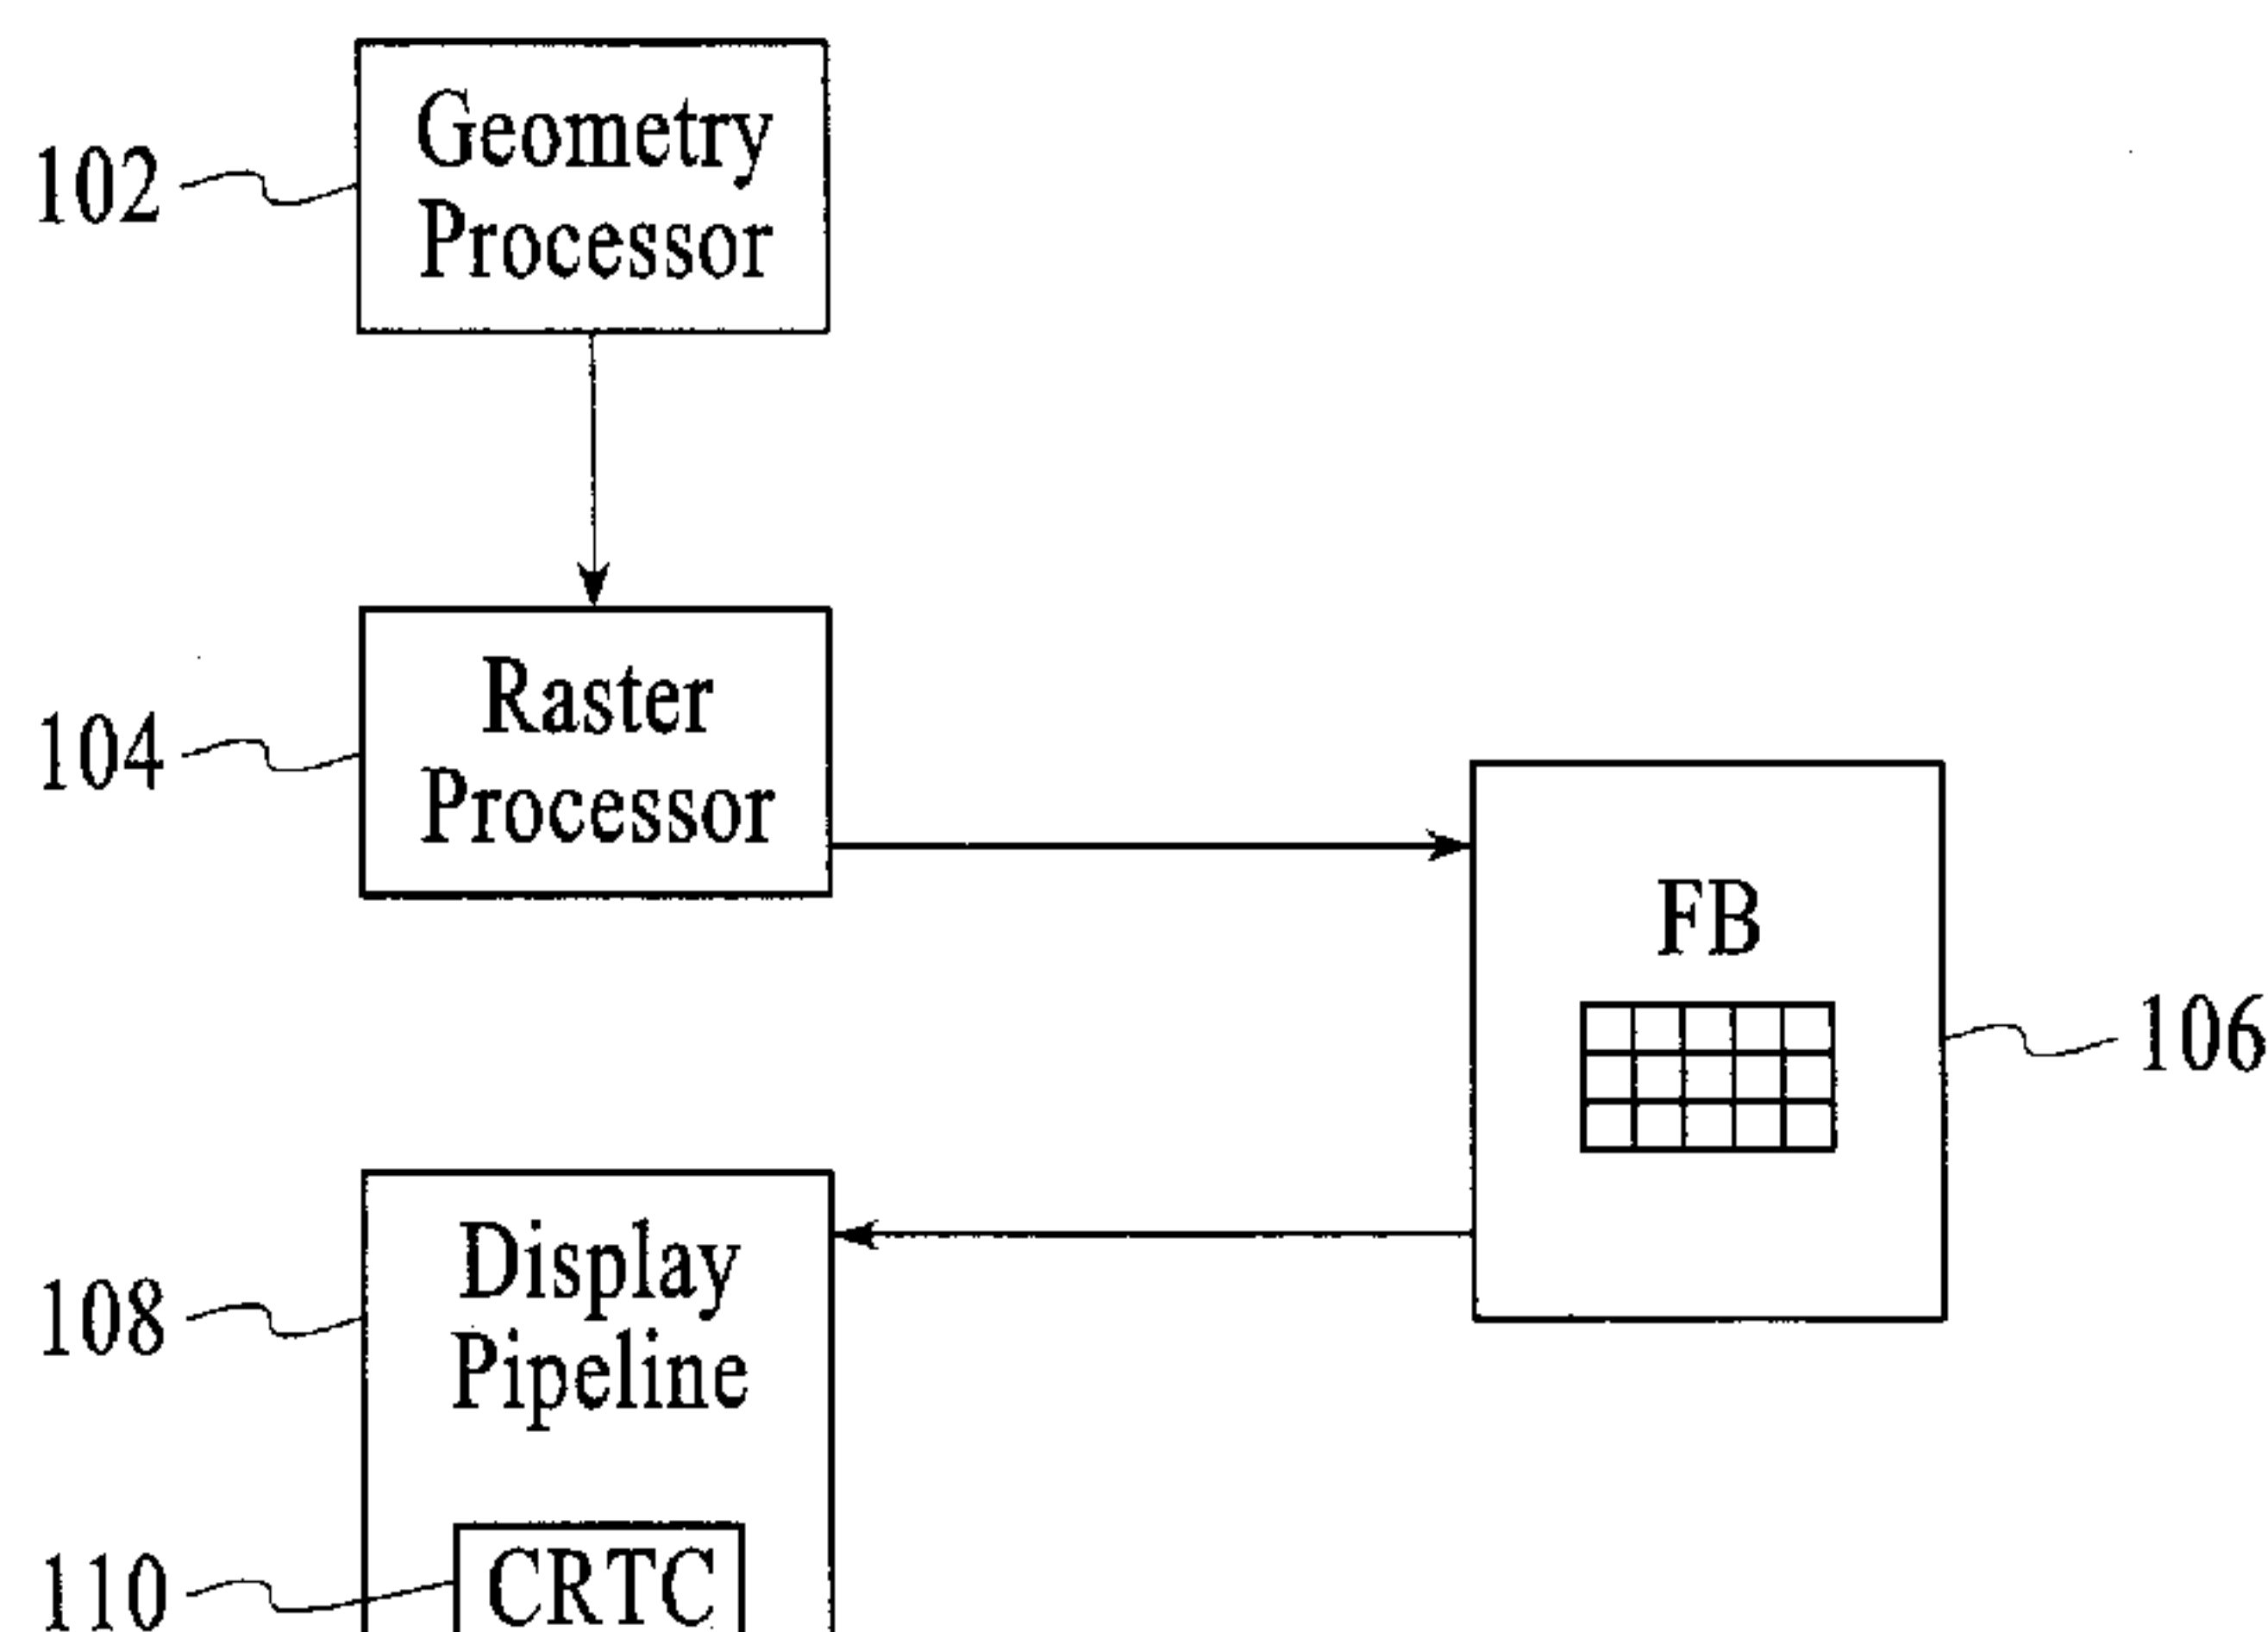 Geometry
Processor
102
Raster
Processor
104
FB
106
Display
Pipeline
108
CRTC
110